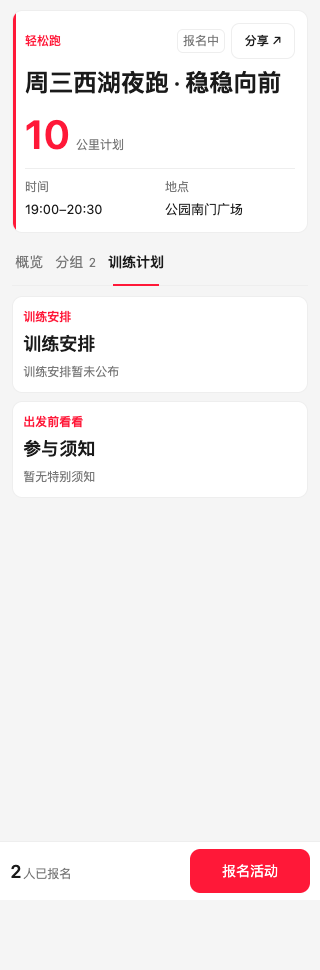 轻松跑
报名中
分享 ↗
周三西湖夜跑 · 稳稳向前
10 公里计划
时间
地点
19:00–20:30
公园南门广场
概览 分组 2 训练计划
训练安排
训练安排
训练安排暂未公布
出发前看看
参与须知
暂无特别须知
2人已报名
报名活动